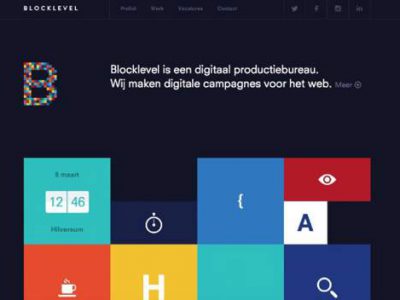 BLOCKLEVEL
Profiel Work Vacatures Contact
B
Blocklevel is een digitaal productiebureau.
Wij maken digitale campagnes voor het web. Meer
8 maart
12 46
Hilversum
{
A
H